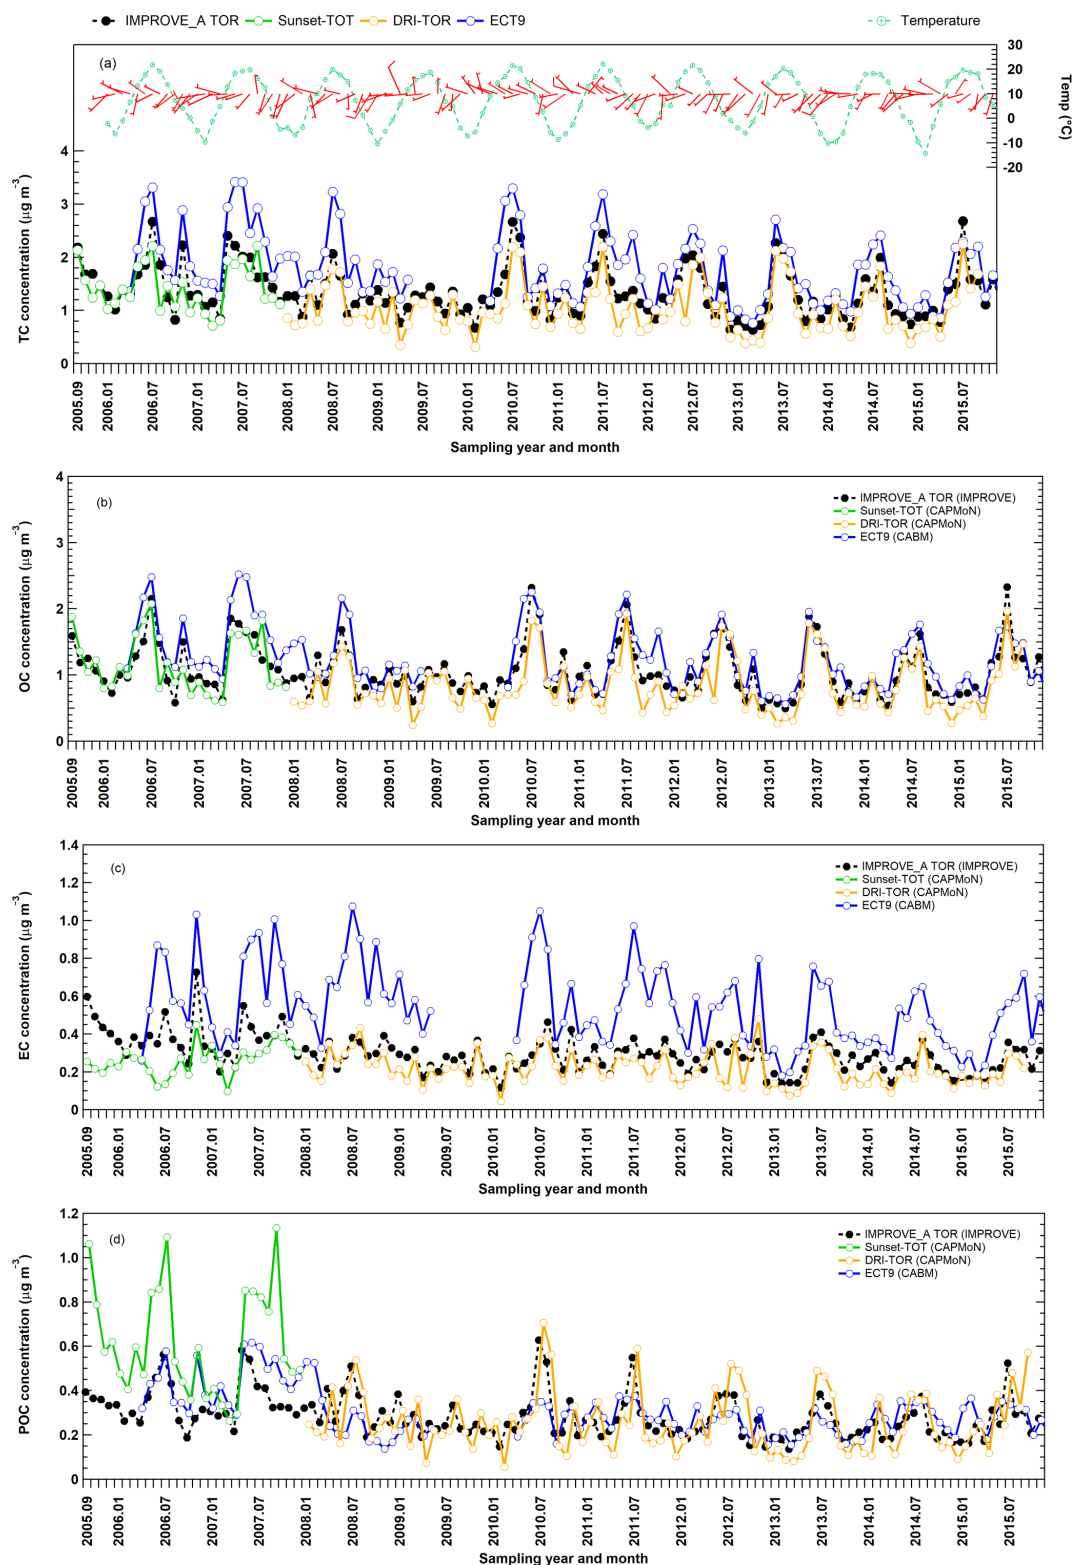 IMPROVE_A TOR Sunset-TOT DRI-TOR ECT9 Temperature
(a)
30
20
10
0
-10
-20
Temp (°C)
4
3
2
1
0
TC concentration (µg m⁻³)
2005.09 2006.01 2006.07 2007.01 2007.07 2008.01 2008.07 2009.01 2009.07 2010.01 2010.07 2011.01 2011.07 2012.01 2012.07 2013.01 2013.07 2014.01 2014.07 2015.01 2015.07
Sampling year and month
(b)
IMPROVE_A TOR (IMPROVE)
Sunset-TOT (CAPMoN)
DRI-TOR (CAPMoN)
ECT9 (CABM)
4
3
2
1
0
OC concentration (µg m⁻³)
2005.09 2006.01 2006.07 2007.01 2007.07 2008.01 2008.07 2009.01 2009.07 2010.01 2010.07 2011.01 2011.07 2012.01 2012.07 2013.01 2013.07 2014.01 2014.07 2015.01 2015.07
Sampling year and month
(c)
IMPROVE_A TOR (IMPROVE)
Sunset-TOT (CAPMoN)
DRI-TOR (CAPMoN)
ECT9 (CABM)
1.4
1.2
1.0
0.8
0.6
0.4
0.2
0
EC concentration (µg m⁻³)
2005.09 2006.01 2006.07 2007.01 2007.07 2008.01 2008.07 2009.01 2009.07 2010.01 2010.07 2011.01 2011.07 2012.01 2012.07 2013.01 2013.07 2014.01 2014.07 2015.01 2015.07
Sampling year and month
(d)
IMPROVE_A TOR (IMPROVE)
Sunset-TOT (CAPMoN)
DRI-TOR (CAPMoN)
ECT9 (CABM)
1.2
1.0
0.8
0.6
0.4
0.2
0
POC concentration (µg m⁻³)
2005.09 2006.01 2006.07 2007.01 2007.07 2008.01 2008.07 2009.01 2009.07 2010.01 2010.07 2011.01 2011.07 2012.01 2012.07 2013.01 2013.07 2014.01 2014.07 2015.01 2015.07
Sampling year and month